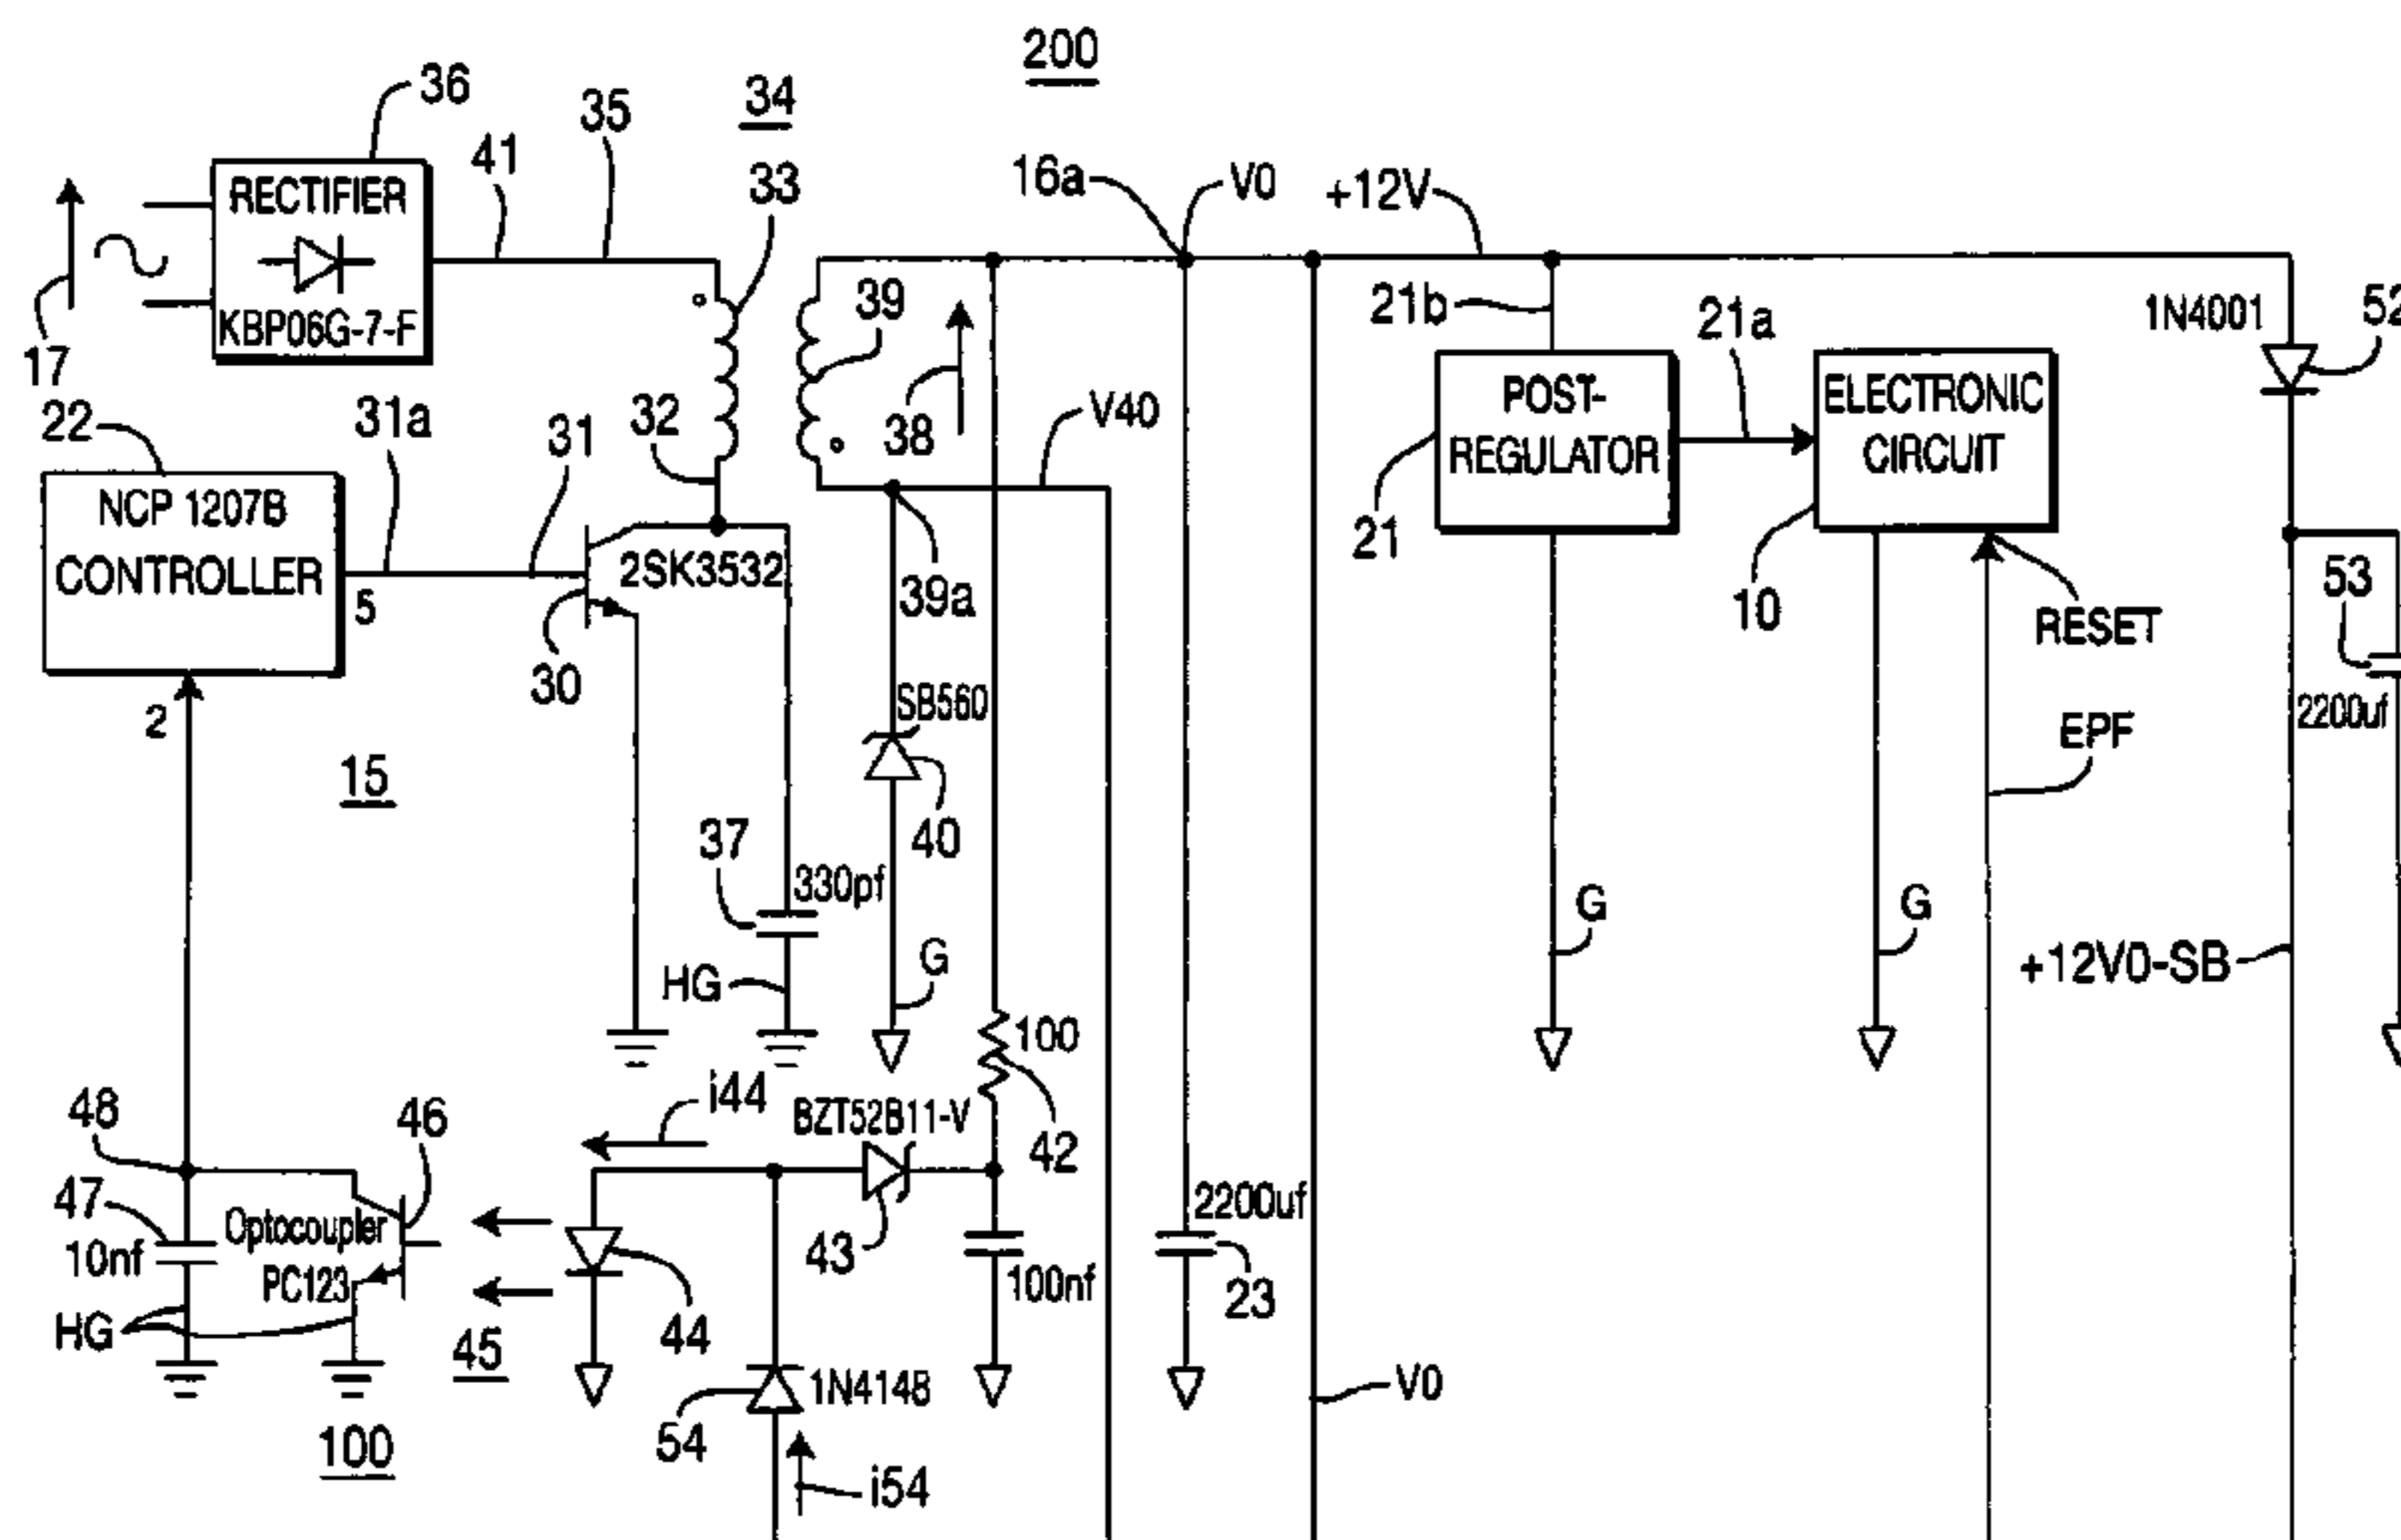 200
36
34
35
41
33
16a
V0
+12V
RECTIFIER
KBP06G-7-F
17
39
38
21b
21a
1N4001
52
POST-
REGULATOR
ELECTRONIC
CIRCUIT
22
31a
31
32
V40
NCP 1207B
CONTROLLER
5
2SK3532
39a
21
10
RESET
53
2
30
SB560
40
EPF
2200uf
15
37
330pf
HG
G
G
G
+12V0-SB
100
48
46
i44
BZT52B11-V
42
47
10nf
Optocoupler
PC123
43
100nf
2200uf
23
HG
45
44
1N4148
54
V0
100
i54